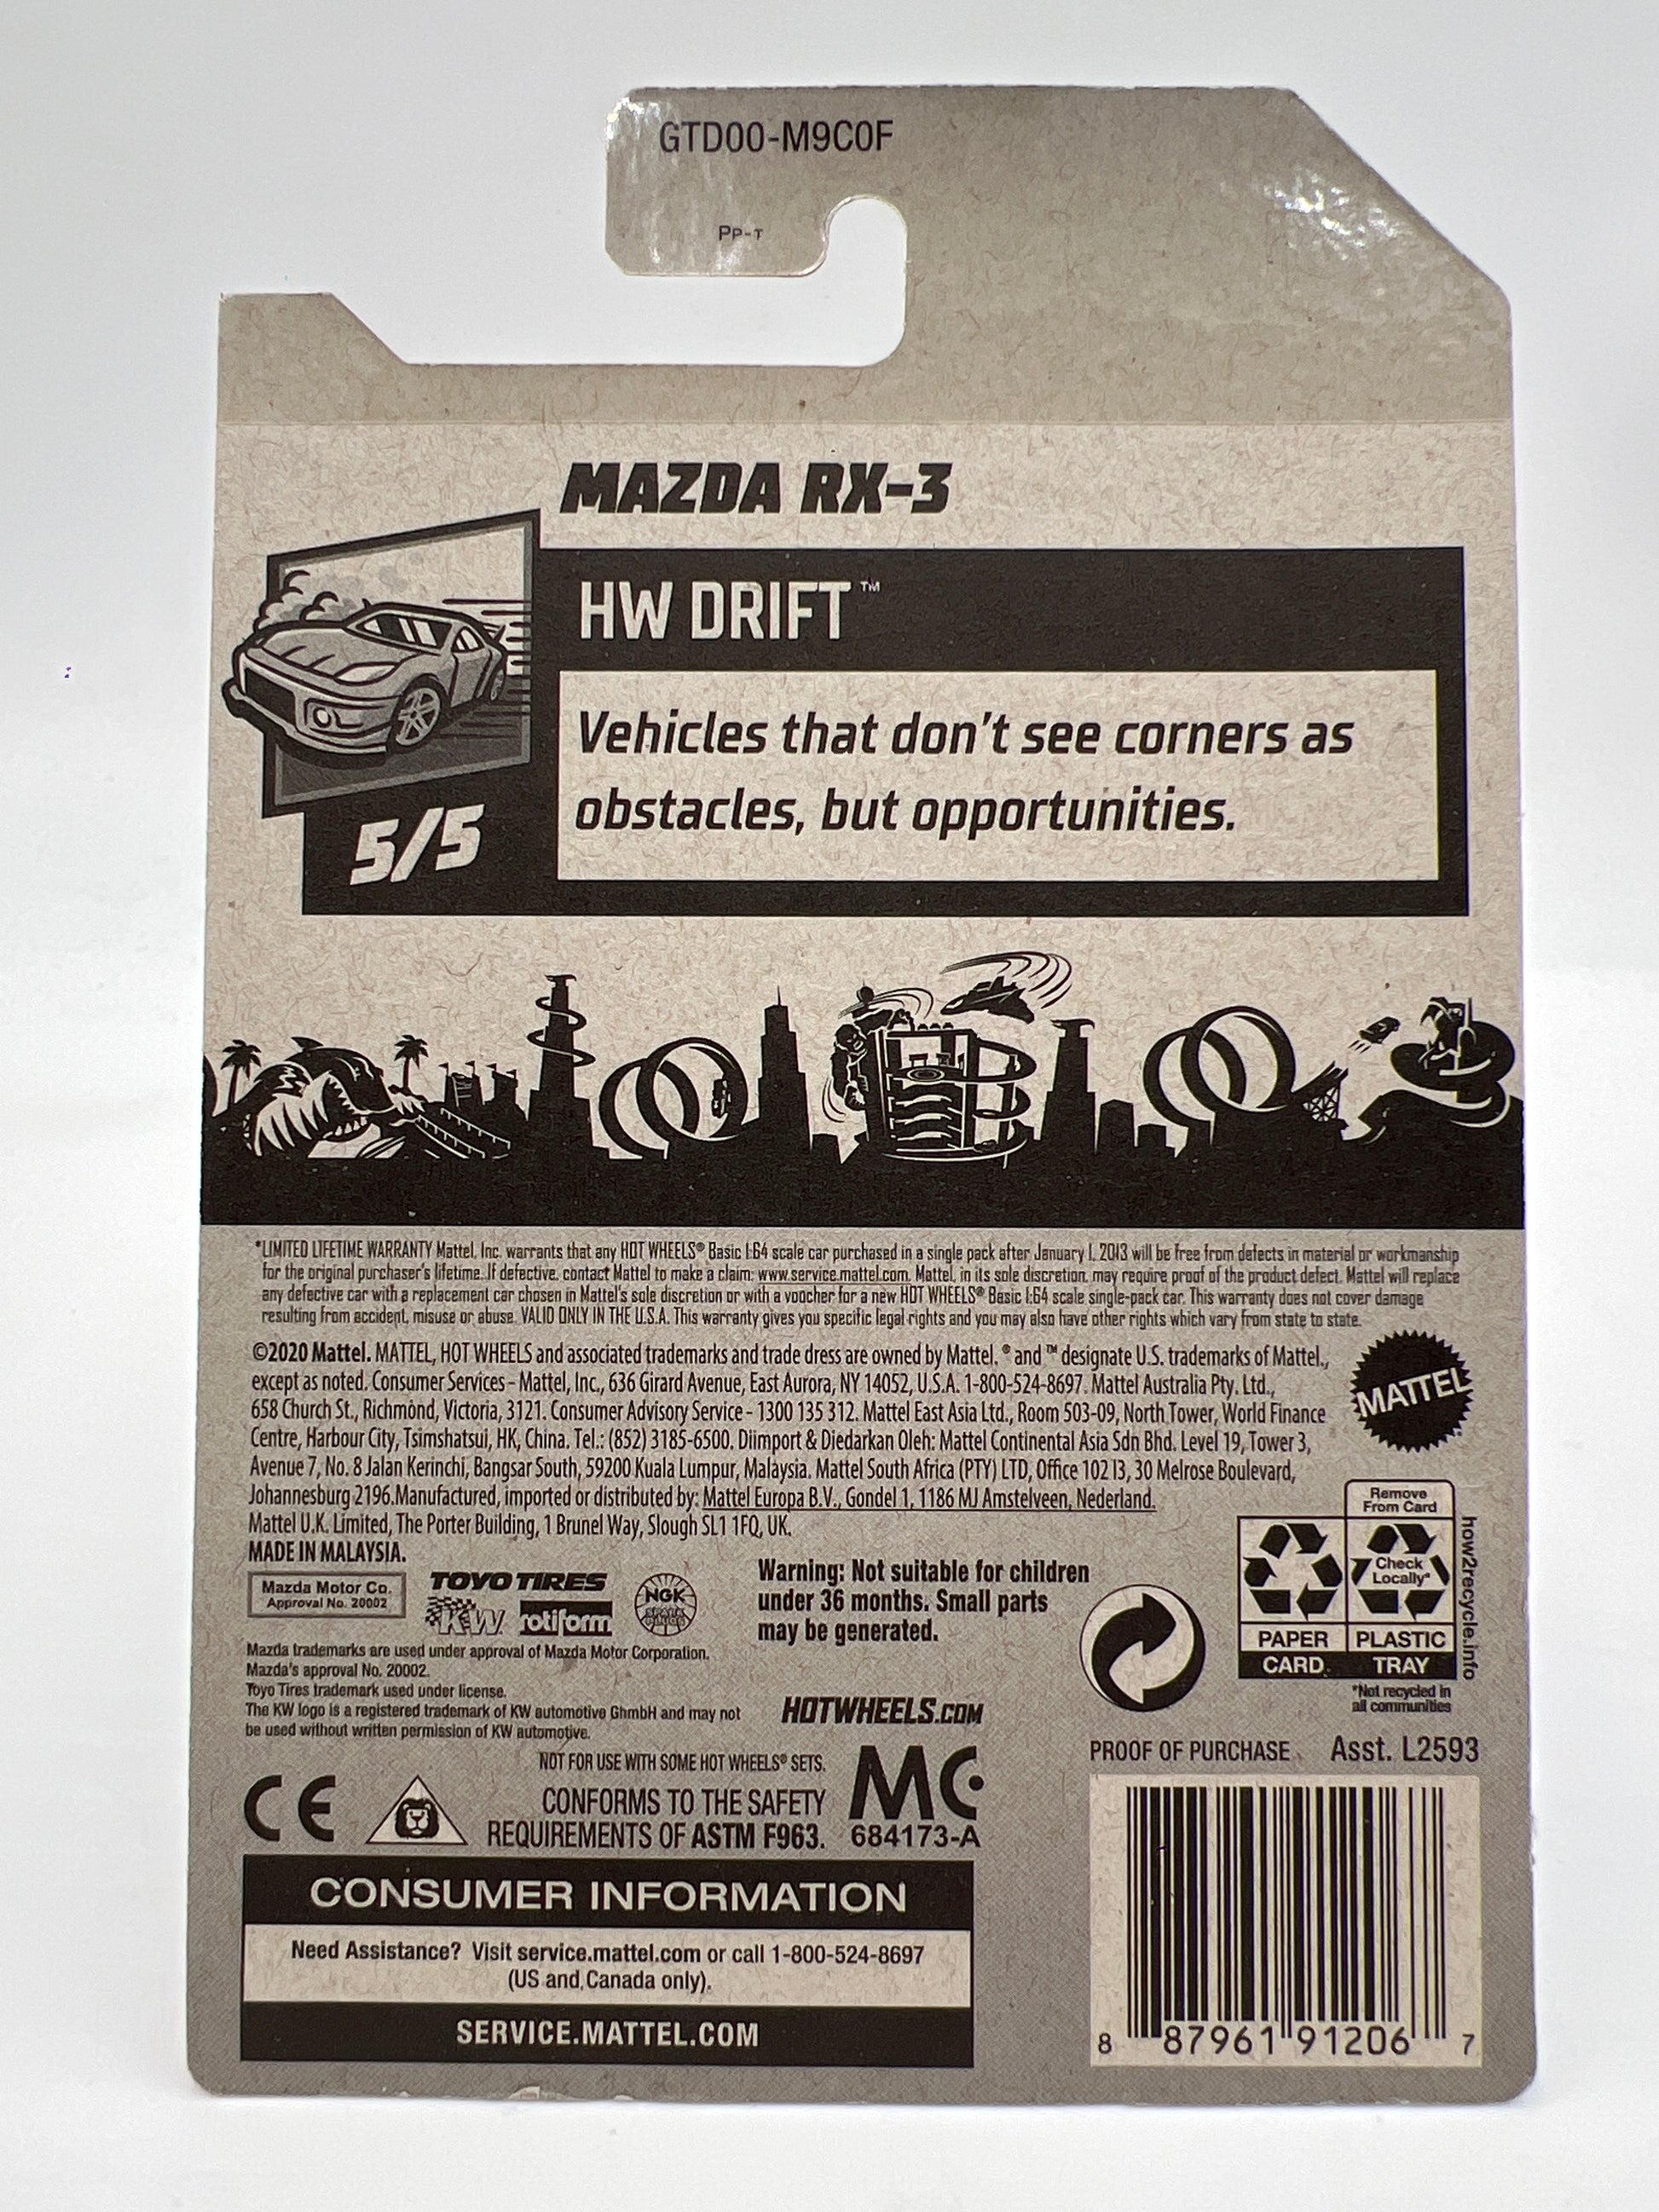 GTD00-M9C0F
PP-T
MAZDA RX-3
HW DRIFT™
Vehicles that don't see corners as
obstacles, but opportunities.
5/5
*LIMITED LIFETIME WARRANTY Mattel, Inc. warrants that any HOT WHEELS® Basic 1:64 scale car purchased in a single pack after January 1, 2013 will be free from defects in material or workmanship
for the original purchaser's lifetime. If defective, contact Mattel to make a claim: www.service.mattel.com. Mattel, in its sole discretion, may require proof of the product defect. Mattel will replace
any defective car with a replacement car chosen in Mattel's sole discretion or with a voucher for a new HOT WHEELS® Basic 1:64 scale single-pack car. This warranty does not cover damage
resulting from accident, misuse or abuse. VALID ONLY IN THE U.S.A. This warranty gives you specific legal rights and you may also have other rights which vary from state to state.
©2020 Mattel. MATTEL, HOT WHEELS and associated trademarks and trade dress are owned by Mattel. ® and ™ designate U.S. trademarks of Mattel.,
except as noted. Consumer Services - Mattel, Inc., 636 Girard Avenue, East Aurora, NY 14052, U.S.A. 1-800-524-8697. Mattel Australia Pty. Ltd.,
658 Church St., Richmond, Victoria, 3121. Consumer Advisory Service - 1300 135 312. Mattel East Asia Ltd., Room 503-09, North Tower, World Finance
Centre, Harbour City, Tsimshatsui, HK, China. Tel.: (852) 3185-6500. Diimport & Diedarkan Oleh: Mattel Continental Asia Sdn Bhd. Level 19, Tower 3,
Avenue 7, No. 8 Jalan Kerinchi, Bangsar South, 59200 Kuala Lumpur, Malaysia. Mattel South Africa (PTY) LTD, Office 102 I3, 30 Melrose Boulevard,
Johannesburg 2196.Manufactured, imported or distributed by: Mattel Europa B.V., Gondel 1, 1186 MJ Amstelveen, Nederland.
Mattel U.K. Limited, The Porter Building, 1 Brunel Way, Slough SL1 1FQ, UK.
MADE IN MALAYSIA.
MATTEL
Mazda Motor Co.
Approval No. 20002
TOYO TIRES
KW
rotiform
NGK
SPARK
PLUGS
Mazda trademarks are used under approval of Mazda Motor Corporation.
Mazda's approval No. 20002.
Toyo Tires trademark used under license.
The KW logo is a registered trademark of KW automotive GhmbH and may not
be used without written permission of KW automotive.
Warning: Not suitable for children
under 36 months. Small parts
may be generated.
HOTWHEELS.COM
Remove
From Card
Check
Locally*
PAPER
CARD
PLASTIC
TRAY
how2recycle.info
*Not recycled in
all communities
NOT FOR USE WITH SOME HOT WHEELS® SETS.
CONFORMS TO THE SAFETY
REQUIREMENTS OF ASTM F963.
CE
MC
684173-A
PROOF OF PURCHASE
Asst. L2593
CONSUMER INFORMATION
Need Assistance? Visit service.mattel.com or call 1-800-524-8697
(US and Canada only).
SERVICE.MATTEL.COM
8 87961 91206 7